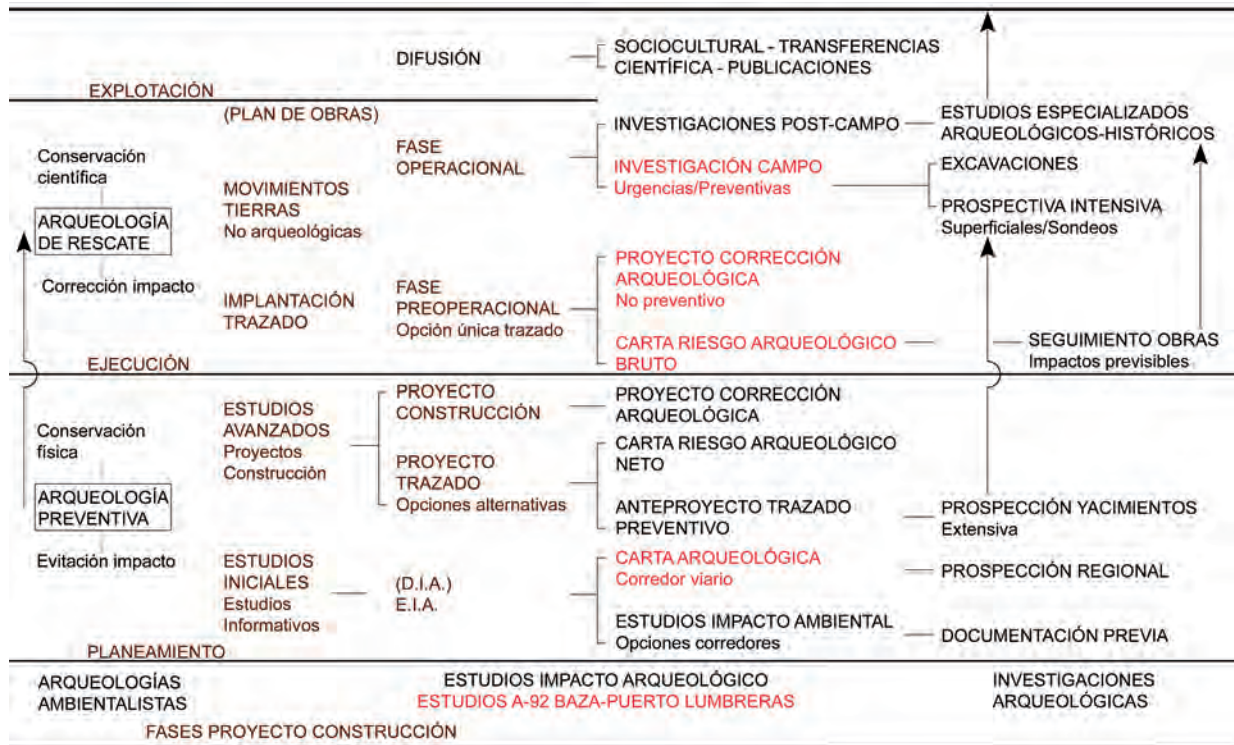 DIFUSIÓN
SOCIOCULTURAL - TRANSFERENCIAS
CIENTÍFICA - PUBLICACIONES
EXPLOTACIÓN
(PLAN DE OBRAS)
Conservación
científica
ARQUEOLOGÍA
DE RESCATE
Corrección impacto
MOVIMIENTOS
TIERRAS
No arqueológicas
IMPLANTACIÓN
TRAZADO
FASE
OPERACIONAL
FASE
PREOPERACIONAL
Opción única trazado
INVESTIGACIONES POST-CAMPO
INVESTIGACIÓN CAMPO
Urgencias/Preventivas
PROYECTO CORRECCIÓN
ARQUEOLÓGICA
No preventivo
CARTA RIESGO ARQUEOLÓGICO
BRUTO
ESTUDIOS ESPECIALIZADOS
ARQUEOLÓGICOS-HISTÓRICOS
EXCAVACIONES
PROSPECTIVA INTENSIVA
Superficiales/Sondeos
SEGUIMIENTO OBRAS
Impactos previsibles
EJECUCIÓN
Conservación
física
ARQUEOLOGÍA
PREVENTIVA
Evitación impacto
ESTUDIOS
AVANZADOS
Proyectos
Construcción
ESTUDIOS
INICIALES
Estudios
Informativos
PROYECTO
CONSTRUCCIÓN
PROYECTO
TRAZADO
Opciones alternativas
(D.I.A.)
E.I.A.
PROYECTO CORRECCIÓN
ARQUEOLÓGICA
CARTA RIESGO ARQUEOLÓGICO
NETO
ANTEPROYECTO TRAZADO
PREVENTIVO
CARTA ARQUEOLÓGICA
Corredor viario
ESTUDIOS IMPACTO AMBIENTAL
Opciones corredores
PROSPECCIÓN YACIMIENTOS
Extensiva
PROSPECCIÓN REGIONAL
DOCUMENTACIÓN PREVIA
PLANEAMIENTO
ARQUEOLOGÍAS
AMBIENTALISTAS
ESTUDIOS IMPACTO ARQUEOLÓGICO
ESTUDIOS A-92 BAZA-PUERTO LUMBRERAS
INVESTIGACIONES
ARQUEOLÓGICAS
FASES PROYECTO CONSTRUCCIÓN